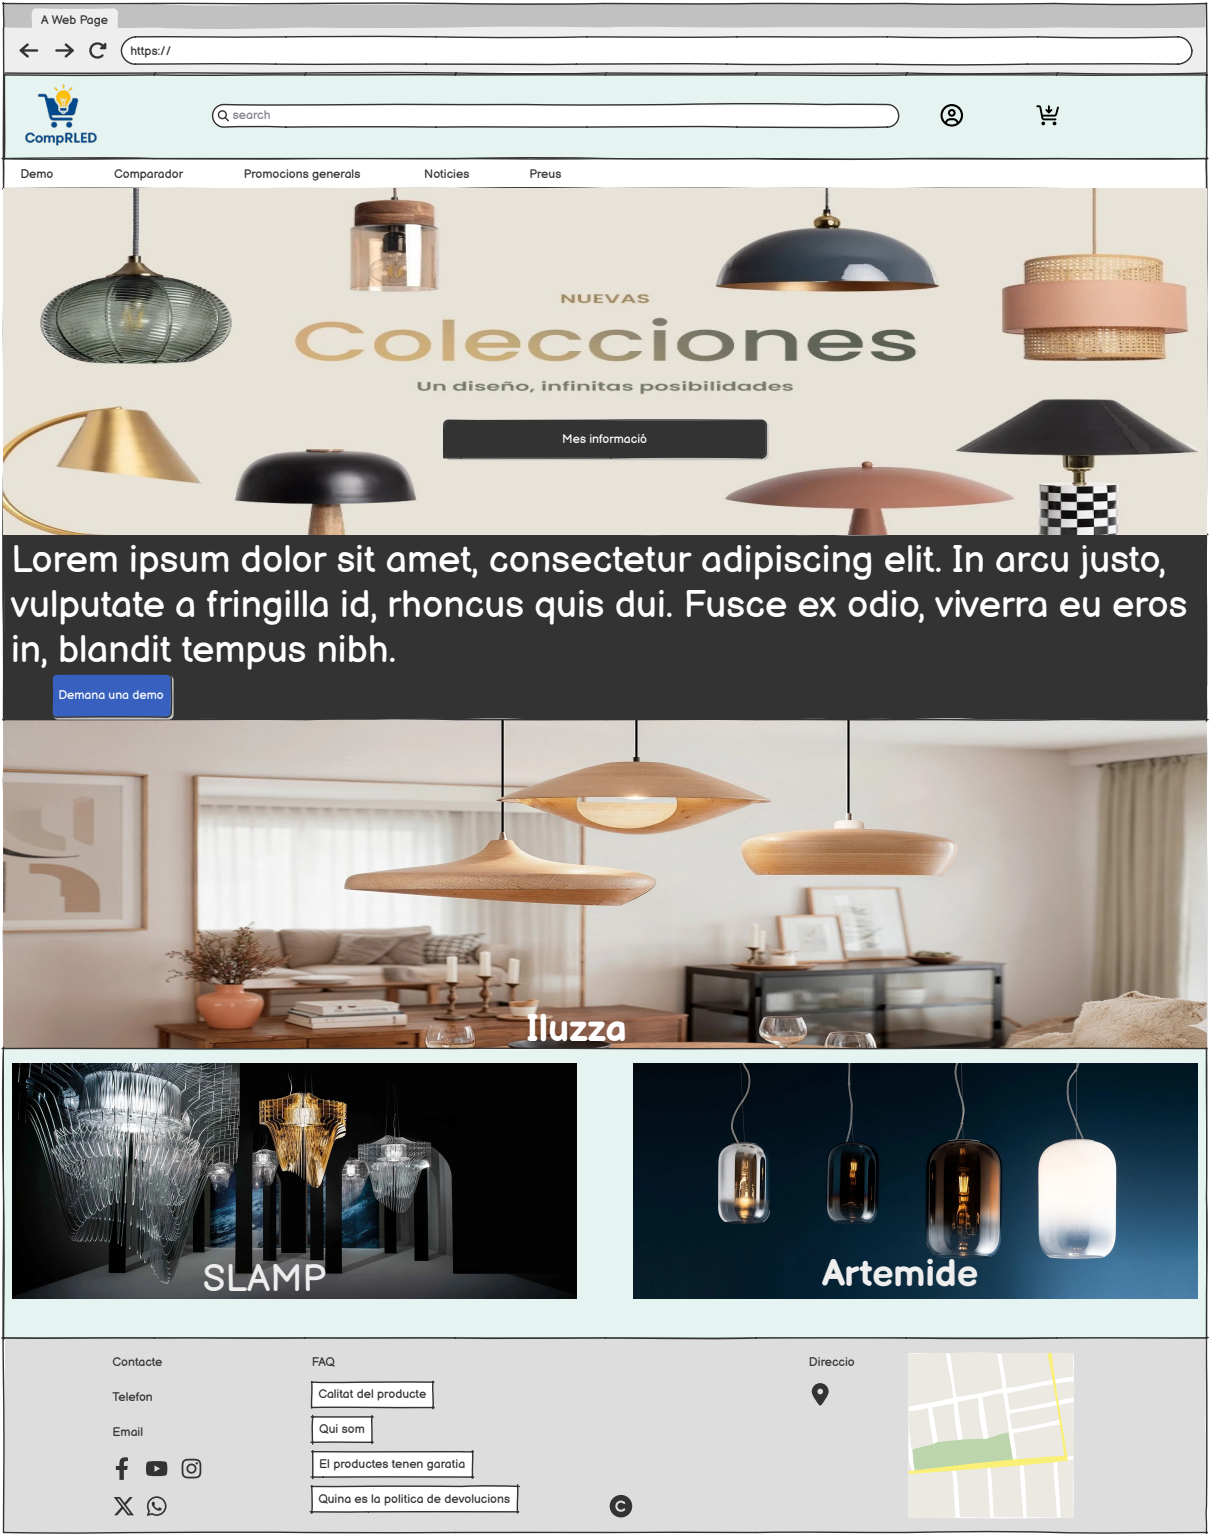 A Web Page
https://
CompRLED
search
Demo
Comparador
Promocions generals
Noticies
Preus
NUEVAS
Colecciones
Un diseño, infinitas posibilidades
Mes informació
Lorem ipsum dolor sit amet, consectetur adipiscing elit. In arcu justo,
vulputate a fringilla id, rhoncus quis dui. Fusce ex odio, viverra eu eros
in, blandit tempus nibh.
Demana una demo
Iluzza
SLAMP
Artemide
Contacte
Telefon
Email
FAQ
Calitat del producte
Qui som
El productes tenen garatia
Quina es la politica de devolucions
C
Direccio